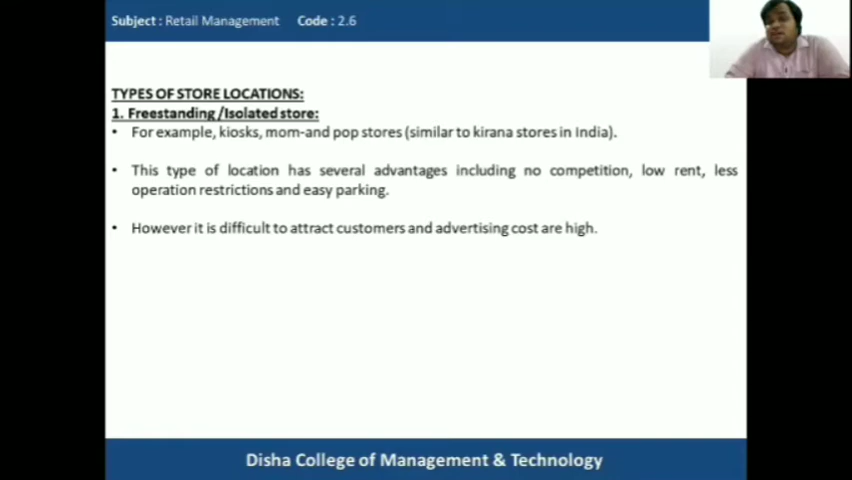 Subject : Retail Management Code : 2.6
TYPES OF STORE LOCATIONS:
1. Freestanding /Isolated store:
• For example, kiosks, mom-and pop stores (similar to kirana stores in India).
• This type of location has several advantages including no competition, low rent, less
operation restrictions and easy parking.
• However it is difficult to attract customers and advertising cost are high.
Disha College of Management & Technology